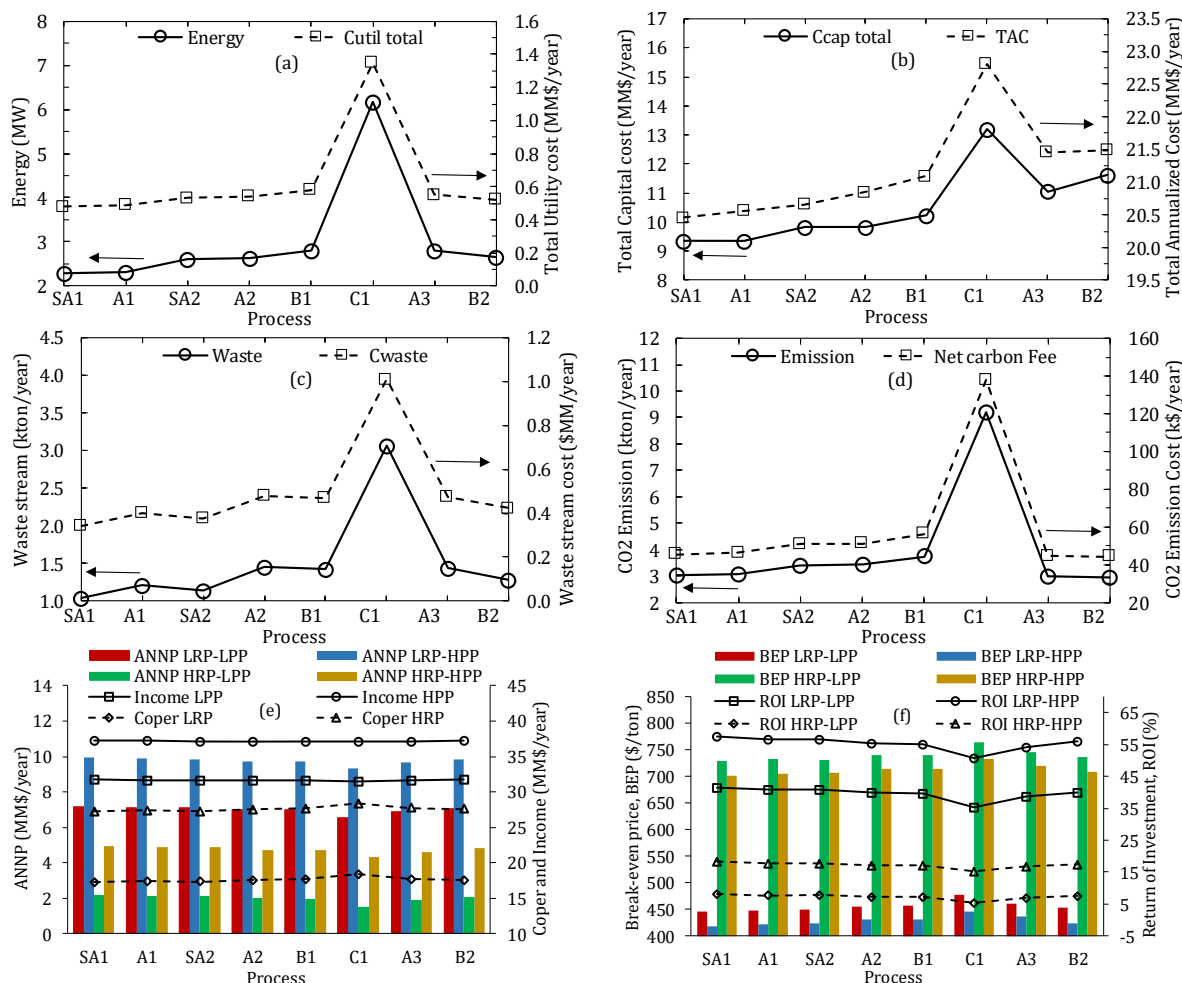 Energy
Cutil total
(a)
Energy (MW)
8
7
6
5
4
3
2
1.6
1.4
1.2
1.0
0.8
0.6
0.4
0.2
0.0
Total Utility cost (MM$/year)
SA1 A1 SA2 A2 B1 C1 A3 B2
Process
Ccap total
TAC
(b)
Total Capital cost (MM$/year)
17
16
15
14
13
12
11
10
9
8
23.5
23.0
22.5
22.0
21.5
21.0
20.5
20.0
19.5
Total Annualized Cost (MM$/year)
SA1 A1 SA2 A2 B1 C1 A3 B2
Process
Waste
Cwaste
(c)
Waste stream (kton/year)
4.5
4.0
3.5
3.0
2.5
2.0
1.5
1.0
1.2
1.0
0.8
0.6
0.4
0.2
0.0
Waste stream cost ($MM/year)
SA1 A1 SA2 A2 B1 C1 A3 B2
Process
Emission
Net carbon Fee
(d)
CO2 Emission (kton/year)
12
11
10
9
8
7
6
5
4
3
2
160
140
120
100
80
60
40
20
CO2 Emission Cost (k$/year)
SA1 A1 SA2 A2 B1 C1 A3 B2
Process
ANNP LRP-LPP
ANNP LRP-HPP
ANNP HRP-LPP
ANNP HRP-HPP
Income LPP
Income HPP
Coper LRP
Coper HRP
(e)
ANNP (MM$/year)
14
12
10
8
6
4
2
0
45
40
35
30
25
20
15
10
Coper and Income (MM$/year)
SA1 A1 SA2 A2 B1 C1 A3 B2
Process
BEP LRP-LPP
BEP LRP-HPP
BEP HRP-LPP
BEP HRP-HPP
ROI LRP-LPP
ROI LRP-HPP
ROI HRP-LPP
ROI HRP-HPP
(f)
Break-even price, BEP ($/ton)
850
800
750
700
650
600
550
500
450
400
65
55
45
35
25
15
5
-5
Return of Investment, ROI (%)
SA1 A1 SA2 A2 B1 C1 A3 B2
Process